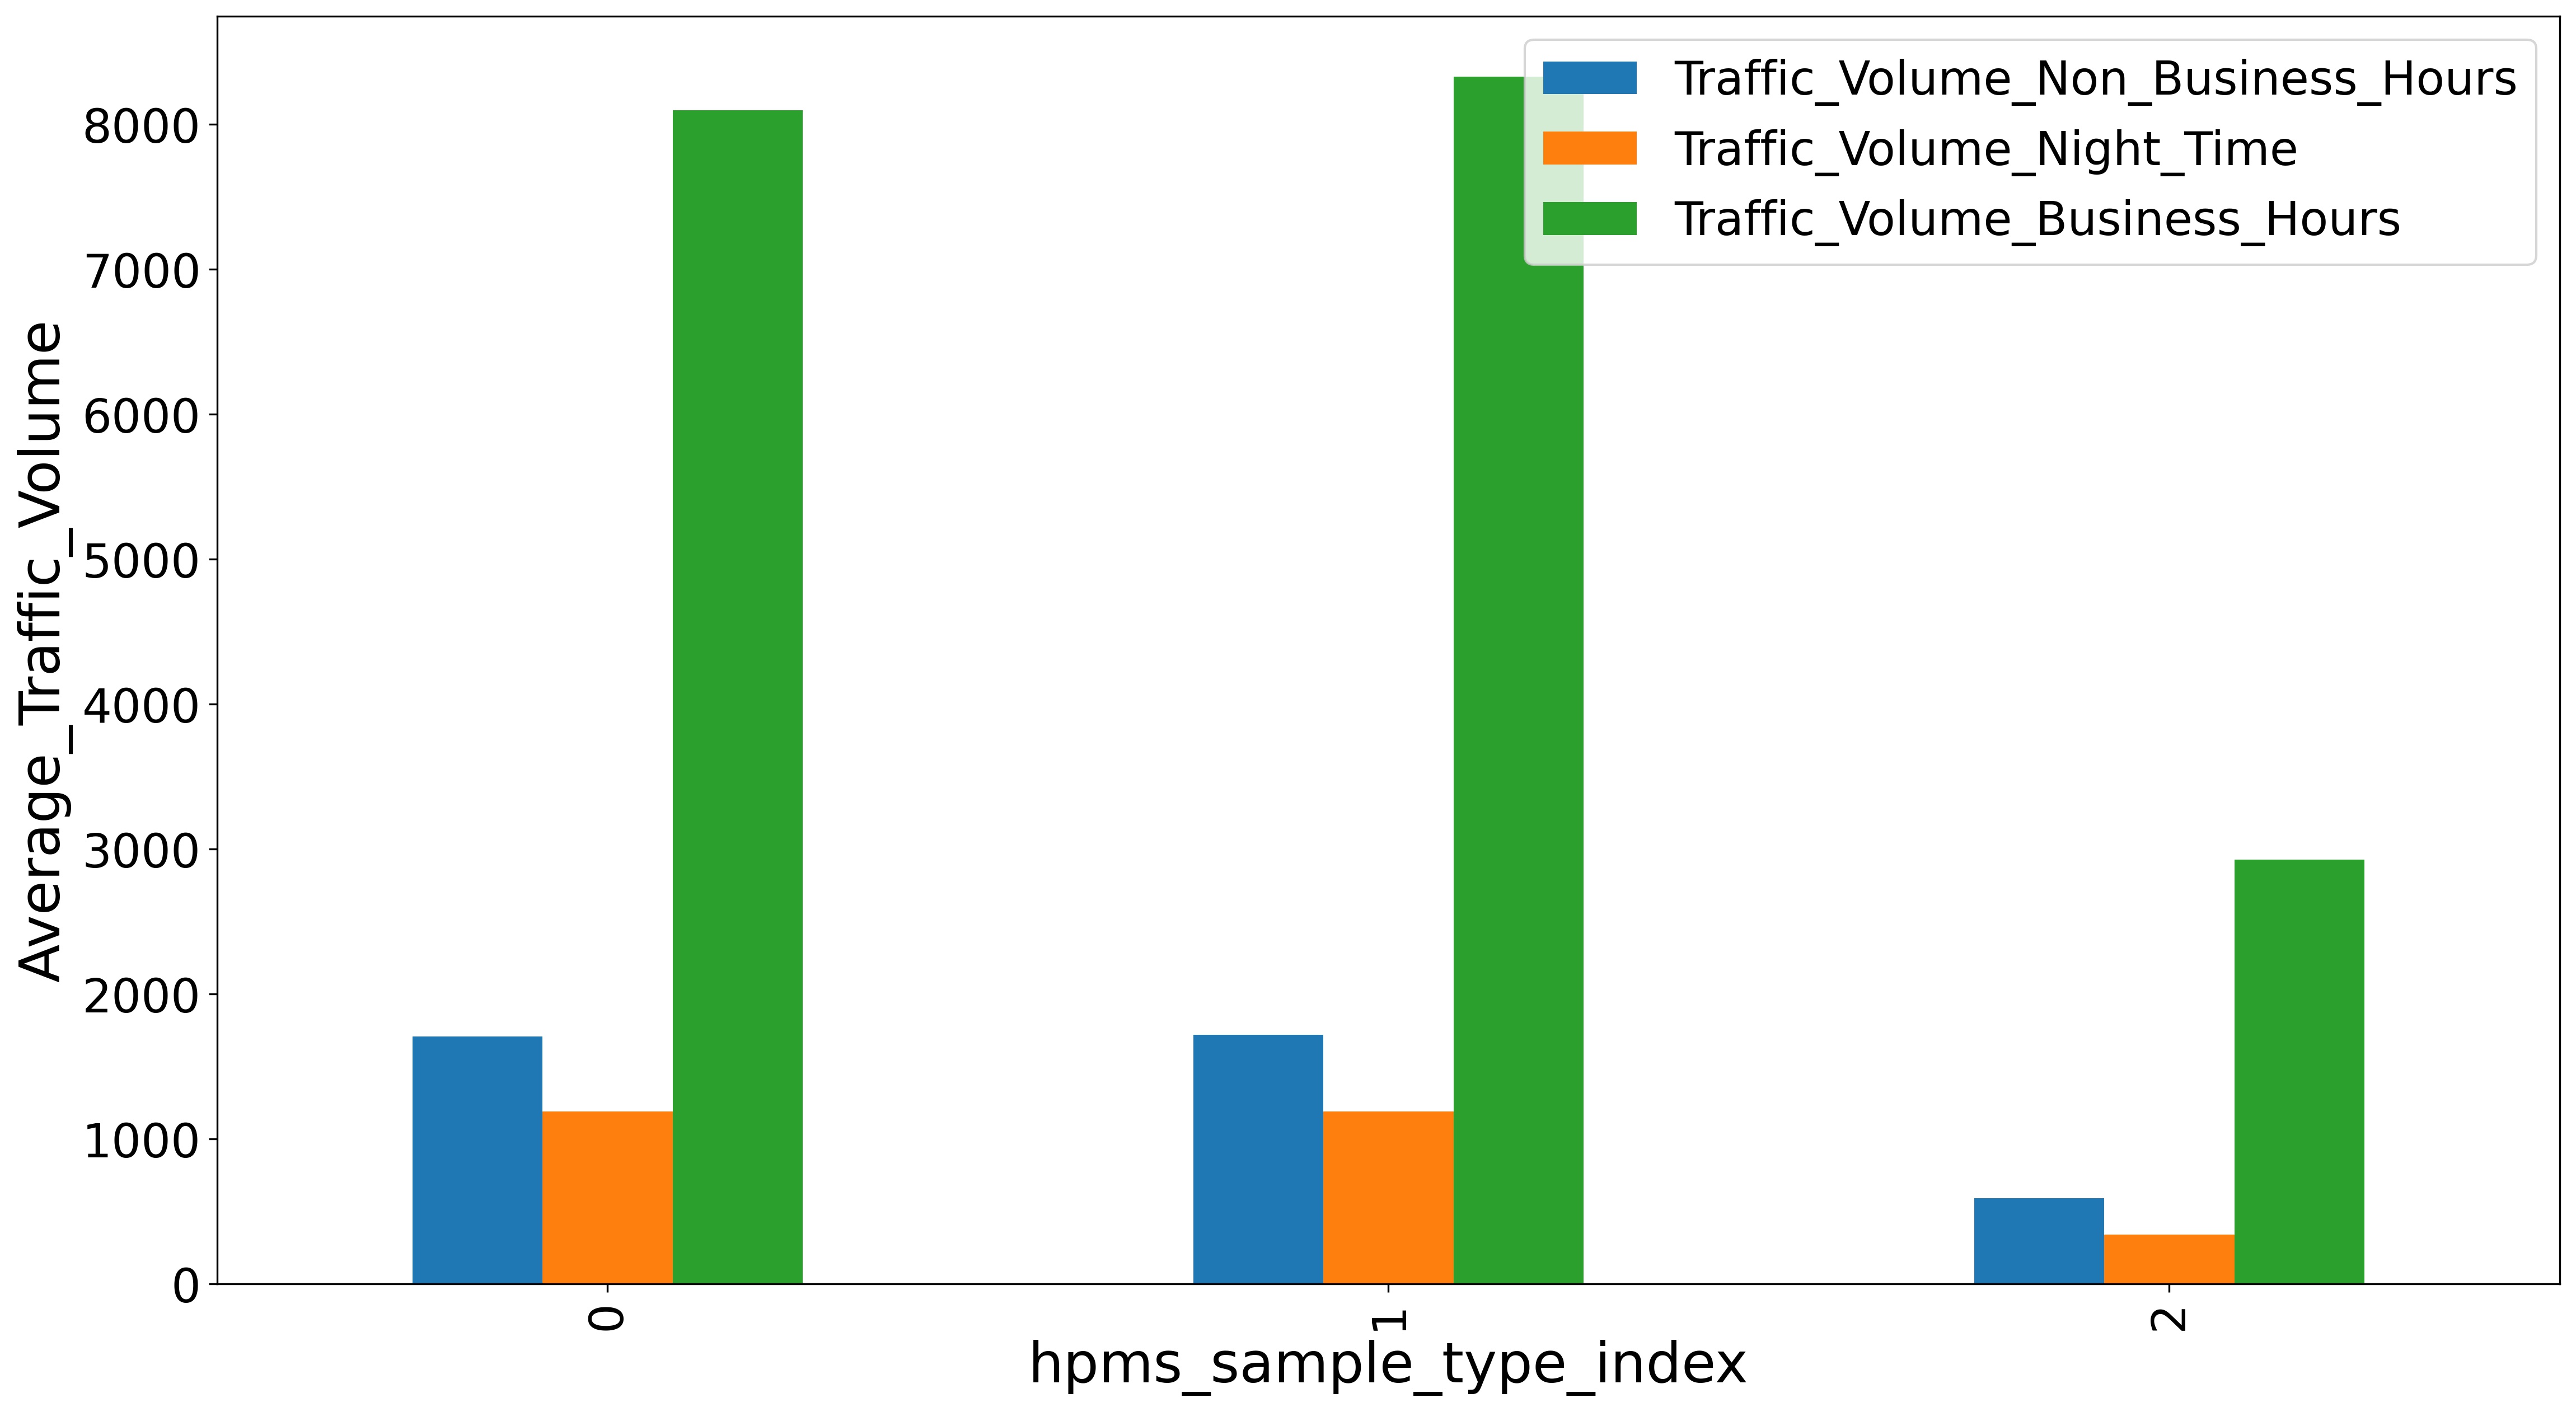 Traffic_Volume_Non_Business_Hours
Traffic_Volume_Night_Time
Traffic_Volume_Business_Hours
Average_Traffic_Volume
8000
7000
6000
5000
4000
3000
2000
1000
0
0
1
2
hpms_sample_type_index